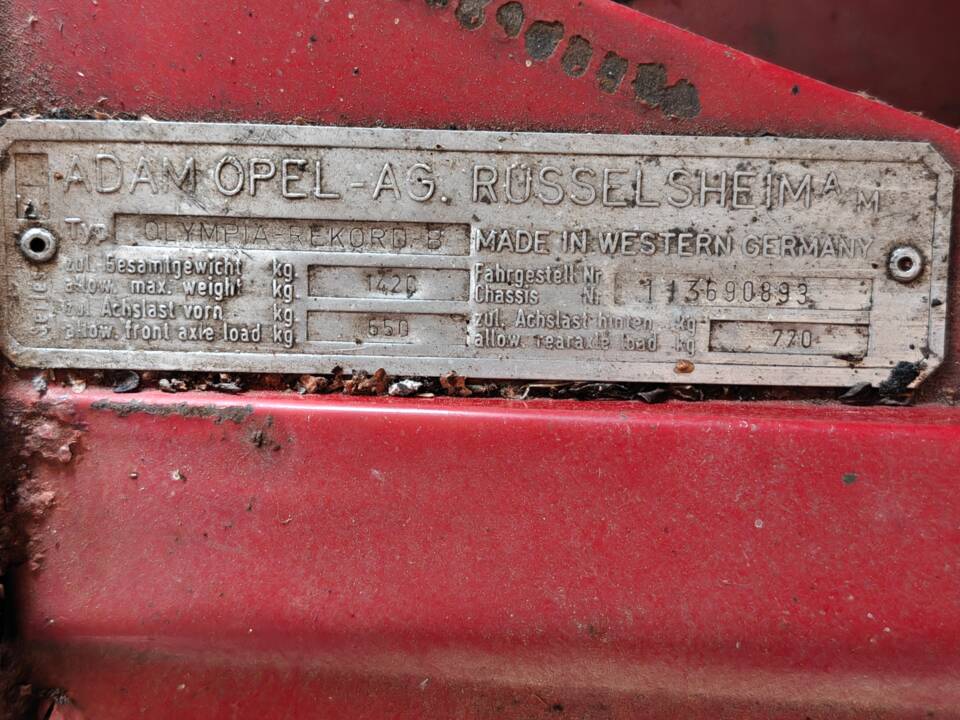 ADAM OPEL-AG. RÜSSELSHEIM A M
Typ OLYMPIA-REKORD. B MADE IN WESTERN GERMANY
zul. Gesamtgewicht kg 1420 Fahrgestell Nr
allow. max. weight kg Chassis Nr. 113690893
zul Achslast vorn kg 650 zul. Achslast hinten kg 770
allow. front axle load kg allow. rearaxle load kg